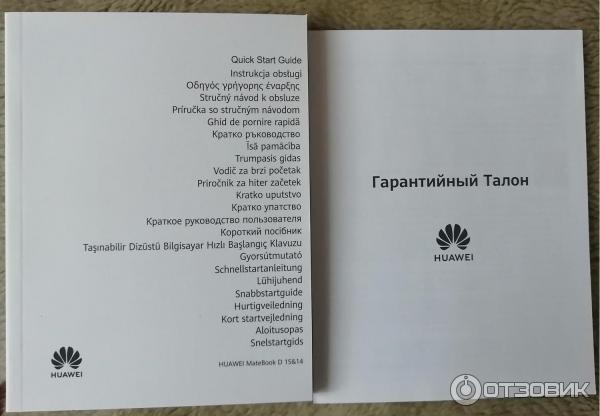 Quick Start Guide
Instrukcja obsługi
Οδηγός γρήγορης έναρξης
Stručný návod k obsluze
Príručka so stručným návodom
Ghid de pornire rapidă
Кратко ръководство
Īsā pamācība
Trumpasis gidas
Vodič za brzi početak
Priročnik za hiter začetek
Kratko uputstvo
Кратко упатство
Краткое руководство пользователя
Короткий посібник
Taşınabilir Dizüstü Bilgisayar Hızlı Başlangıç Klavuzu
Gyorsútmutató
Schnellstartanleitung
Lühijuhend
Snabbstartguide
Hurtigveiledning
Kort startvejledning
Aloitusopas
Snelstartgids
HUAWEI MateBook D 15&14
HUAWEI
Гарантийный Талон
HUAWEI
ОТЗОВИК